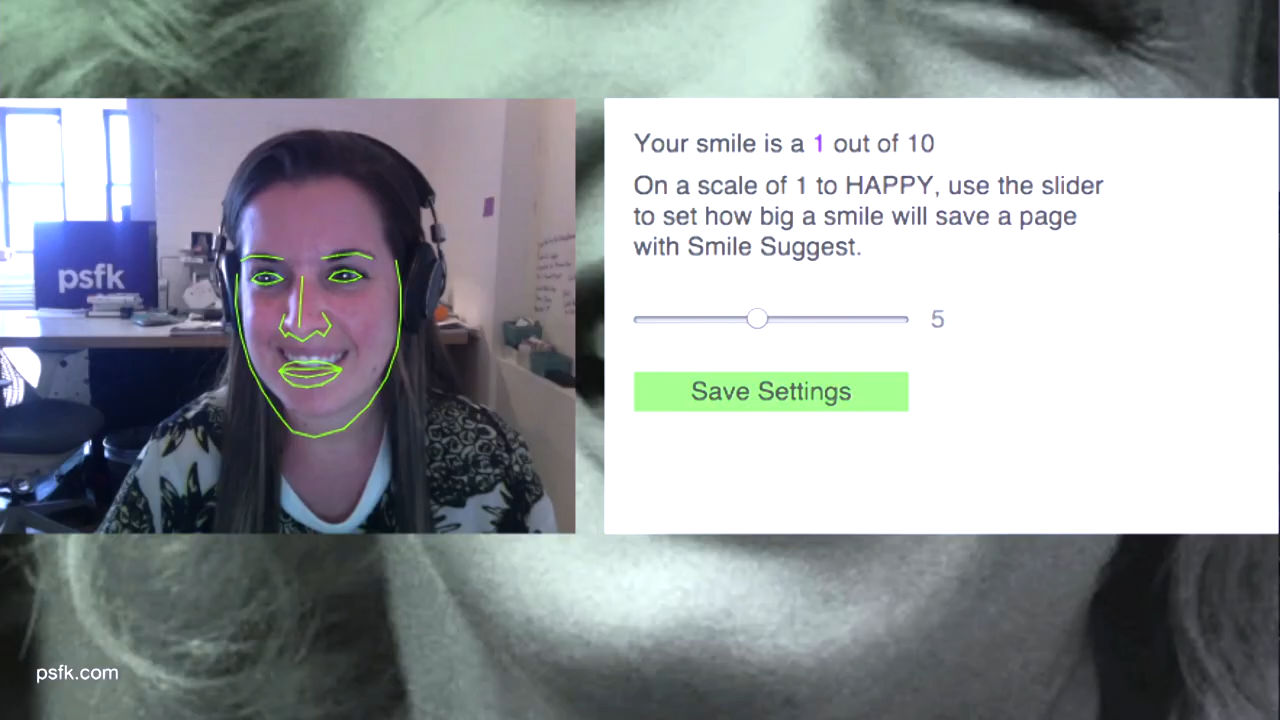 psfk
Your smile is a 1 out of 10
On a scale of 1 to HAPPY, use the slider
to set how big a smile will save a page
with Smile Suggest.
5
Save Settings
psfk.com